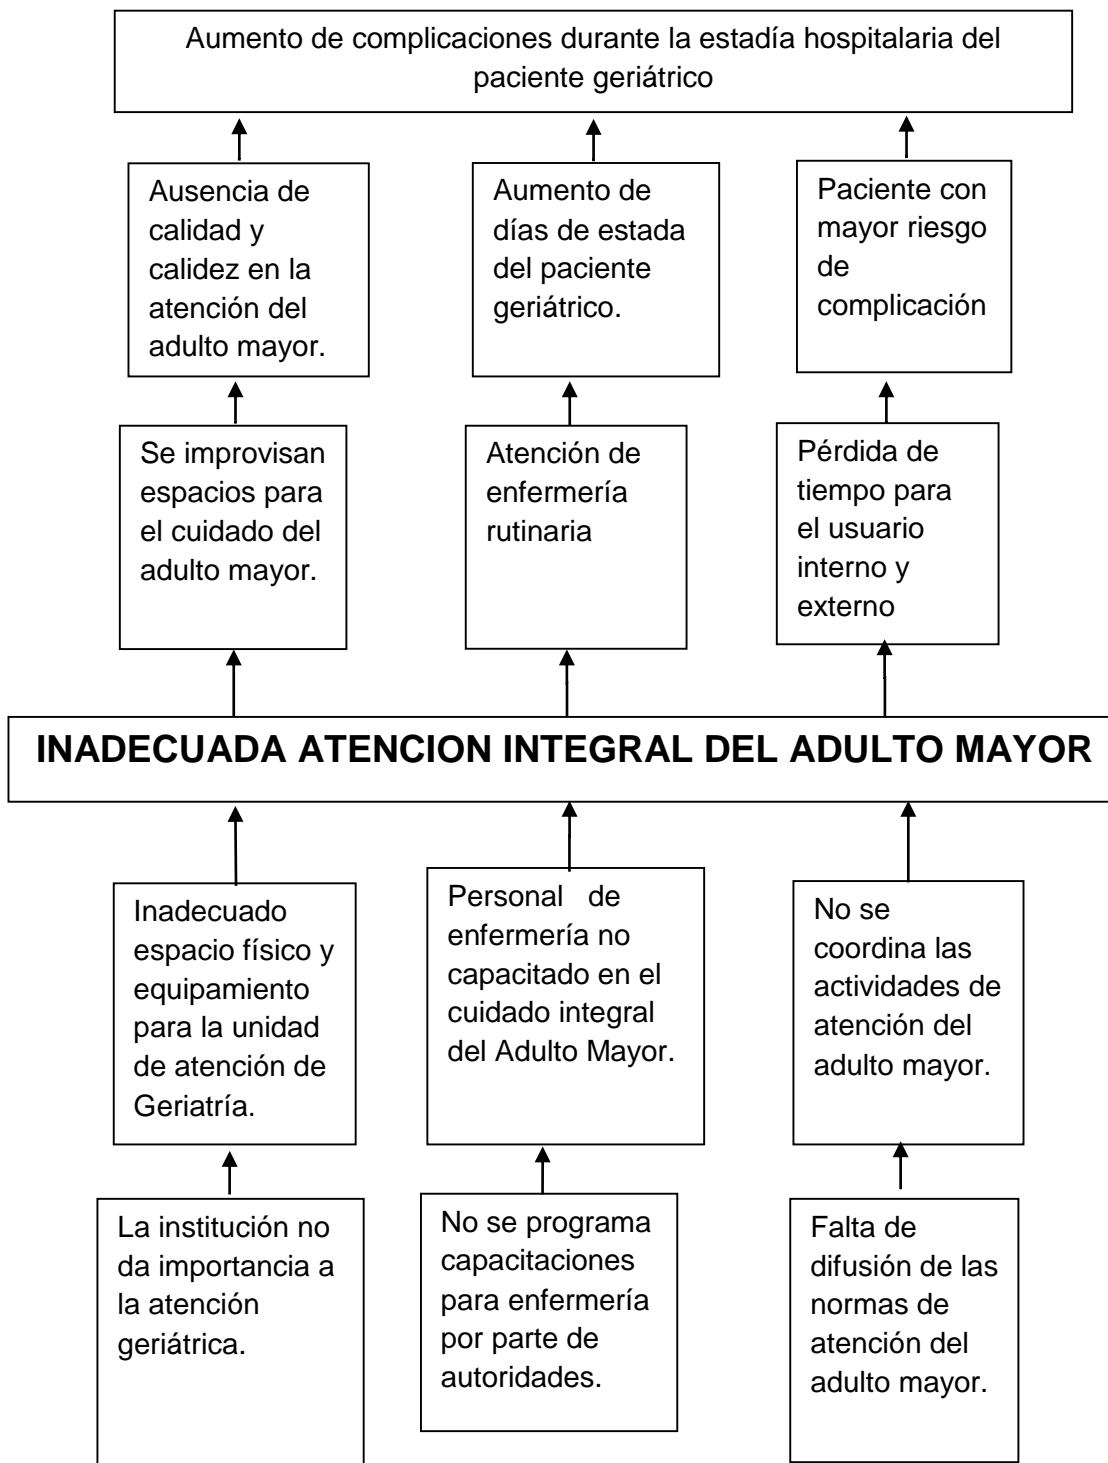 Aumento de complicaciones durante la estadía hospitalaria del
paciente geriátrico
Ausencia de
calidad y
calidez en la
atención del
adulto mayor.
Aumento de
días de estada
del paciente
geriátrico.
Paciente con
mayor riesgo
de
complicación
Se improvisan
espacios para
el cuidado del
adulto mayor.
Atención de
enfermería
rutinaria
Pérdida de
tiempo para
el usuario
interno y
externo
INADECUADA ATENCION INTEGRAL DEL ADULTO MAYOR
Inadecuado
espacio físico y
equipamiento
para la unidad
de atención de
Geriatría.
Personal de
enfermería no
capacitado en el
cuidado integral
del Adulto Mayor.
No se
coordina las
actividades de
atención del
adulto mayor.
La institución no
da importancia a
la atención
geriátrica.
No se programa
capacitaciones
para enfermería
por parte de
autoridades.
Falta de
difusión de las
normas de
atención del
adulto mayor.